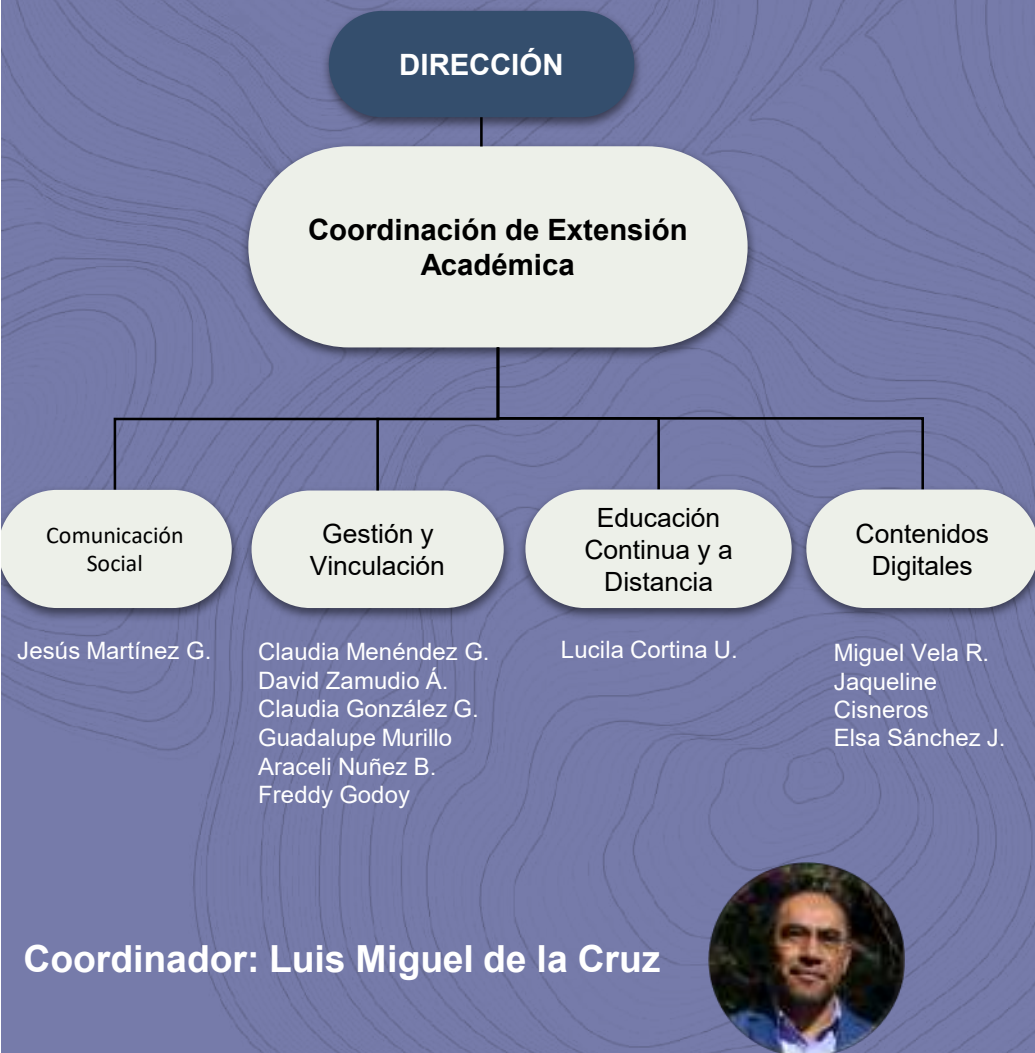 DIRECCIÓN
Coordinación de Extensión
Académica
Comunicación
Social
Gestión y
Vinculación
Educación
Continua y a
Distancia
Contenidos
Digitales
Jesús Martínez G.
Claudia Menéndez G.
David Zamudio Á.
Claudia González G.
Guadalupe Murillo
Araceli Nuñez B.
Freddy Godoy
Lucila Cortina U.
Miguel Vela R.
Jaqueline
Cisneros
Elsa Sánchez J.
Coordinador: Luis Miguel de la Cruz